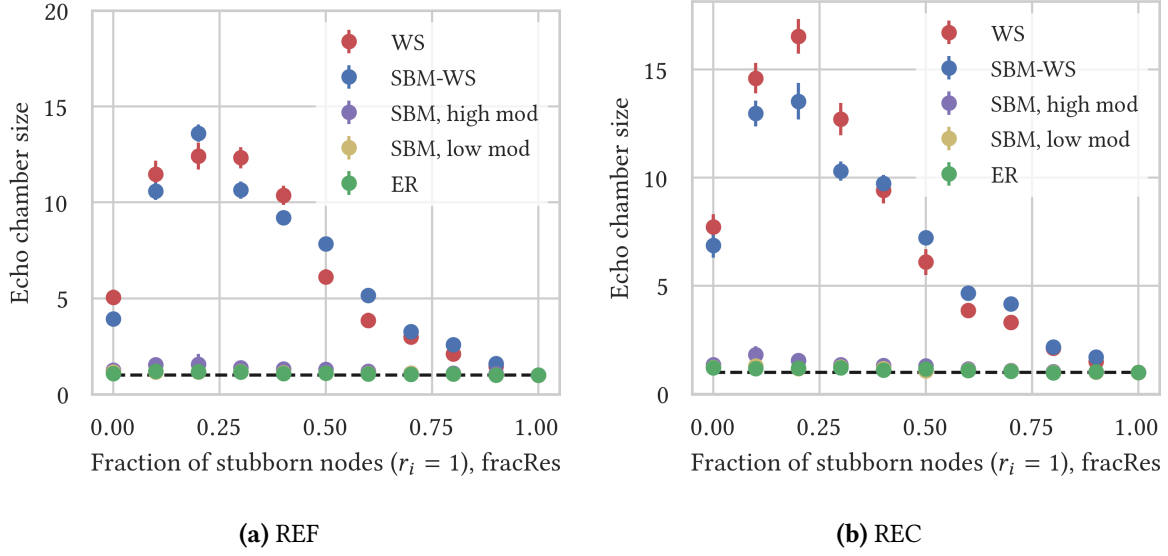 20
15
10
5
0
Echo chamber size
WS
SBM-WS
SBM, high mod
SBM, low mod
ER
0.00 0.25 0.50 0.75 1.00
Fraction of stubborn nodes (rᵢ = 1), fracRes
(a) REF
15
10
5
0
Echo chamber size
WS
SBM-WS
SBM, high mod
SBM, low mod
ER
0.00 0.25 0.50 0.75 1.00
Fraction of stubborn nodes (rᵢ = 1), fracRes
(b) REC